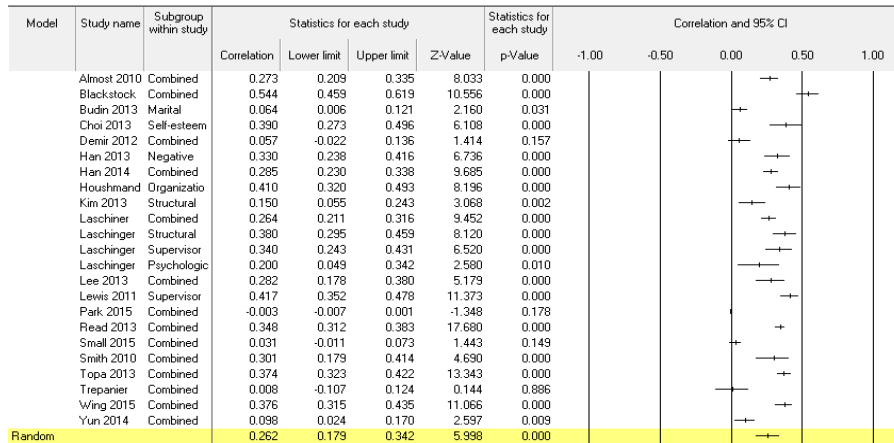 Model Study name Subgroup within study Statistics for each study Statistics for each study Correlation and 95% CI
Correlation Lower limit Upper limit Z-Value p-Value -1.00 -0.50 0.00 0.50 1.00
Almost 2010 Combined 0.273 0.209 0.335 8.033 0.000
Blackstock Combined 0.544 0.459 0.619 10.556 0.000
Budin 2013 Marital 0.064 0.006 0.121 2.160 0.031
Choi 2013 Self-esteem 0.390 0.273 0.496 6.108 0.000
Demir 2012 Combined 0.057 -0.022 0.136 1.414 0.157
Han 2013 Negative 0.330 0.238 0.416 6.736 0.000
Han 2014 Combined 0.285 0.230 0.338 9.685 0.000
Houshmand Organizatio 0.410 0.320 0.493 8.196 0.000
Kim 2013 Structural 0.150 0.055 0.243 3.068 0.002
Laschiner Combined 0.264 0.211 0.316 9.452 0.000
Laschinger Structural 0.380 0.295 0.459 8.120 0.000
Laschinger Supervisor 0.340 0.243 0.431 6.520 0.000
Laschinger Psychologic 0.200 0.049 0.342 2.580 0.010
Lee 2013 Combined 0.282 0.178 0.380 5.179 0.000
Lewis 2011 Supervisor 0.417 0.352 0.478 11.373 0.000
Park 2015 Combined -0.003 -0.007 0.001 -1.348 0.178
Read 2013 Combined 0.348 0.312 0.383 17.680 0.000
Small 2015 Combined 0.031 -0.011 0.073 1.443 0.149
Smith 2010 Combined 0.301 0.179 0.414 4.690 0.000
Topa 2013 Combined 0.374 0.323 0.422 13.343 0.000
Trepanier Combined 0.008 -0.107 0.124 0.144 0.886
Wing 2015 Combined 0.376 0.315 0.435 11.066 0.000
Yun 2014 Combined 0.098 0.024 0.170 2.597 0.009
Random 0.262 0.179 0.342 5.998 0.000